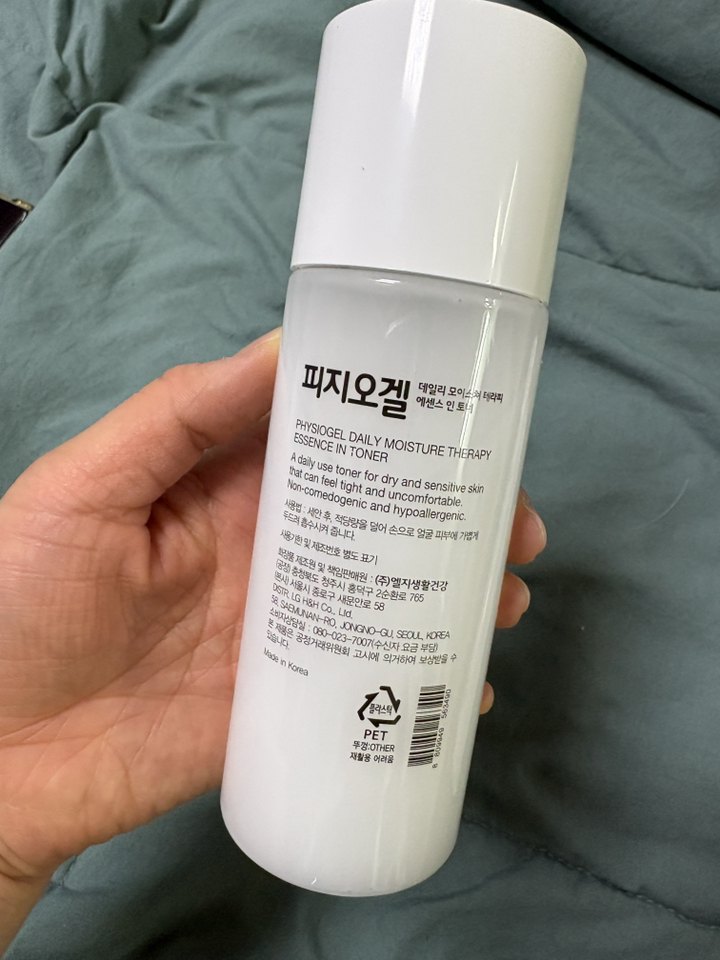 피지오겔 데일리 모이스쳐 테라피
에센스 인 토너
PHYSIOGEL DAILY MOISTURE THERAPY
ESSENCE IN TONER
A daily use toner for dry and sensitive skin
that can feel tight and uncomfortable.
Non-comedogenic and hypoallergenic.
사용법 : 세안 후, 적당량을 덜어 손으로 얼굴 피부에 가볍게
두드려 흡수시켜 줍니다.
사용기한 및 제조번호 별도 표기
화장품 제조원 및 책임판매원 : (주)엘지생활건강
(공장) 충청북도 청주시 흥덕구 2순환로 765
(본사) 서울시 종로구 새문안로 58
DISTR. LG H&H Co., Ltd.
58, SAEMUNAN-RO, JONGNO-GU, SEOUL, KOREA
소비자상담실 : 080-023-7007(수신자 요금 부담)
본 제품은 공정거래위원회 고시에 의거하여 보상받을 수
있습니다.
Made in Korea
플라스틱
PET
뚜껑:OTHER
재활용 어려움
8 809949 563490